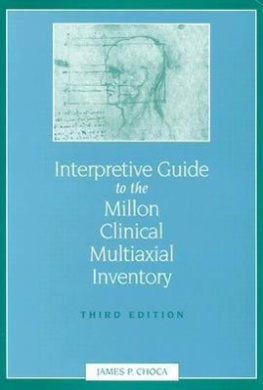 Interpretive Guide
to the
Millon
Clinical
Multiaxial
Inventory
THIRD EDITION
JAMES P. CHOCA